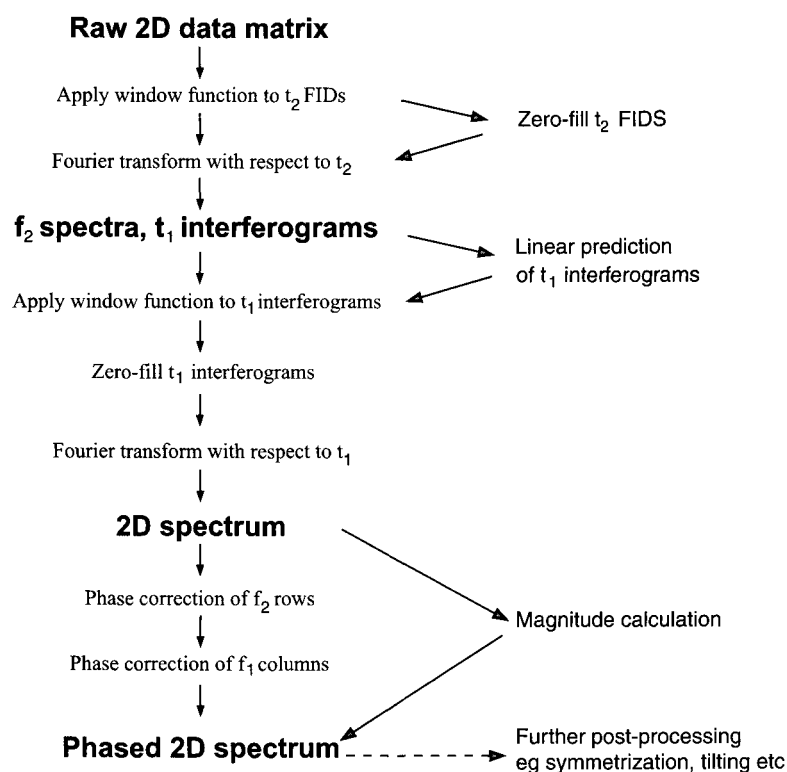 Raw 2D data matrix
Apply window function to t₂ FIDs
Zero-fill t₂ FIDS
Fourier transform with respect to t₂
f₂ spectra, t₁ interferograms
Linear prediction
of t₁ interferograms
Apply window function to t₁ interferograms
Zero-fill t₁ interferograms
Fourier transform with respect to t₁
2D spectrum
Phase correction of f₂ rows
Magnitude calculation
Phase correction of f₁ columns
Phased 2D spectrum
Further post-processing
eg symmetrization, tilting etc